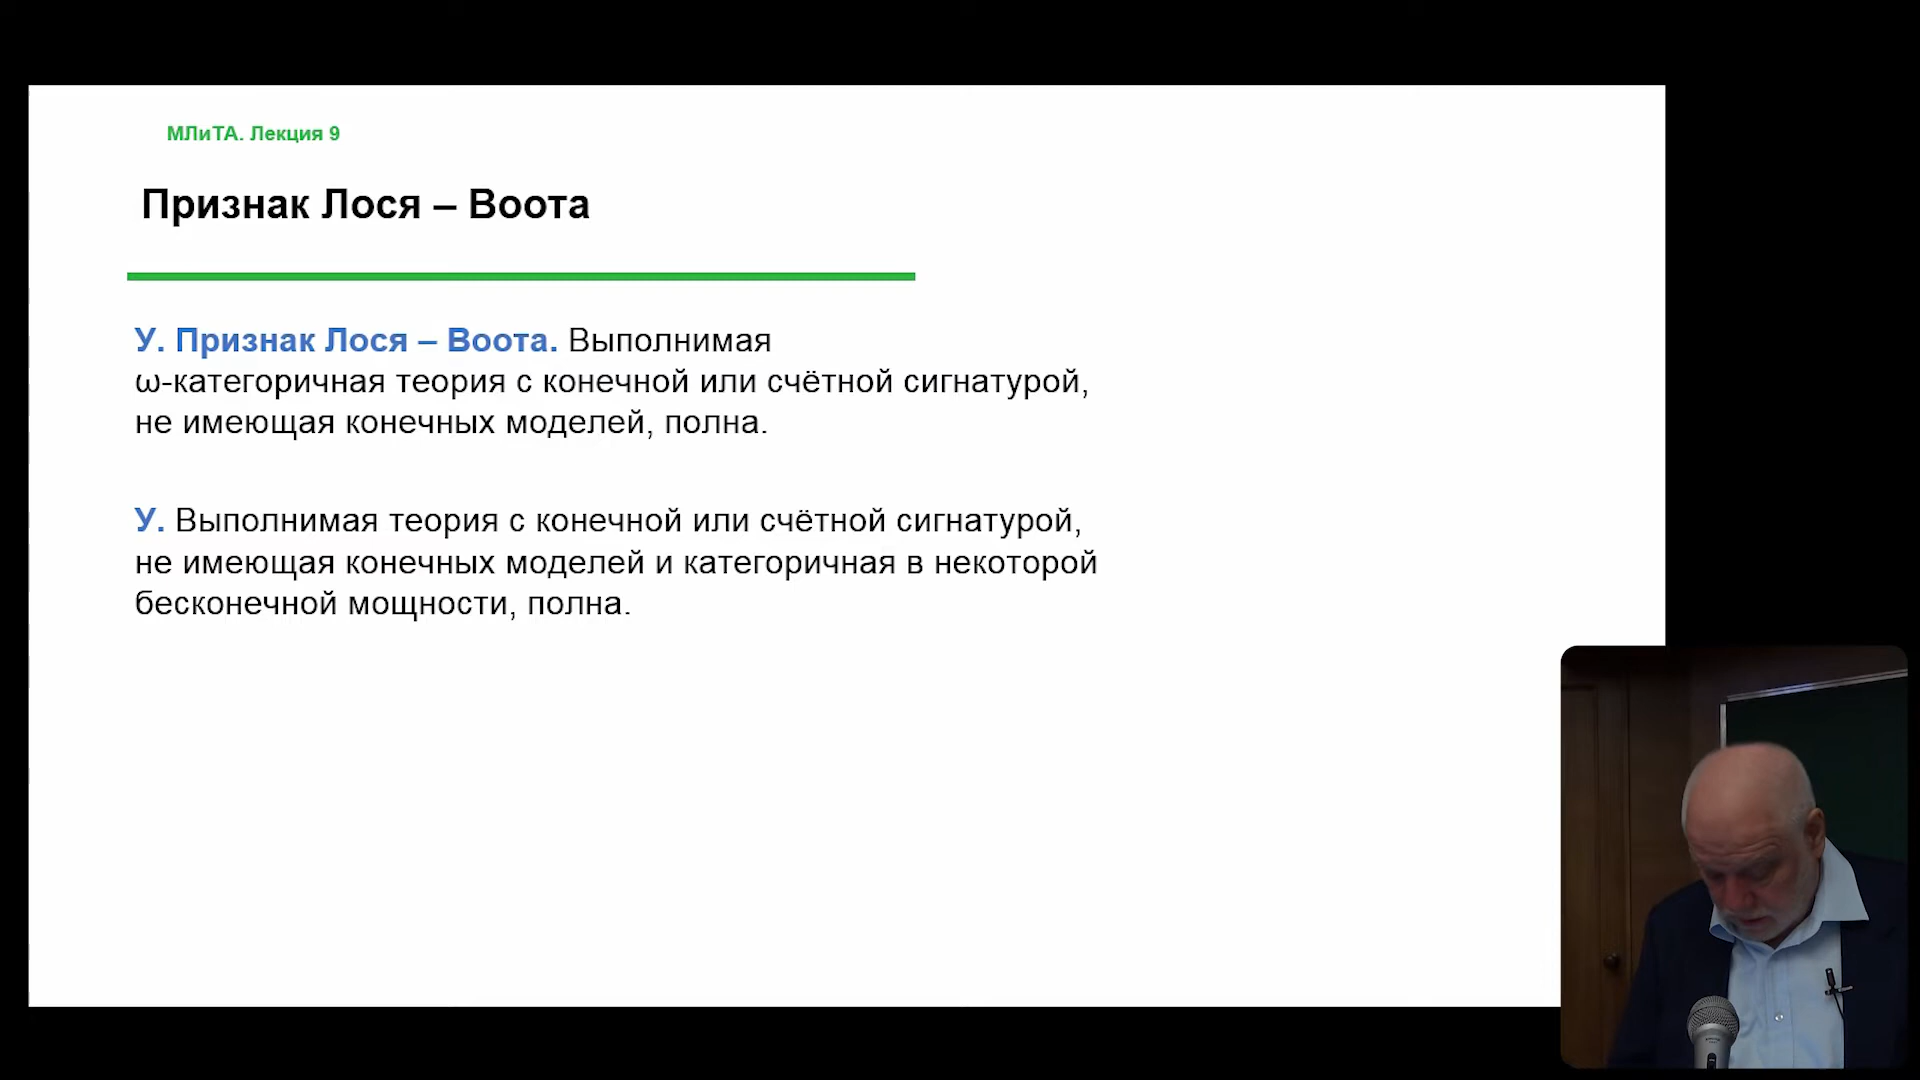 МЛиТА. Лекция 9
Признак Лося – Воота
У. Признак Лося – Воота. Выполнимая
ω-категоричная теория с конечной или счётной сигнатурой,
не имеющая конечных моделей, полна.
У. Выполнимая теория с конечной или счётной сигнатурой,
не имеющая конечных моделей и категоричная в некоторой
бесконечной мощности, полна.